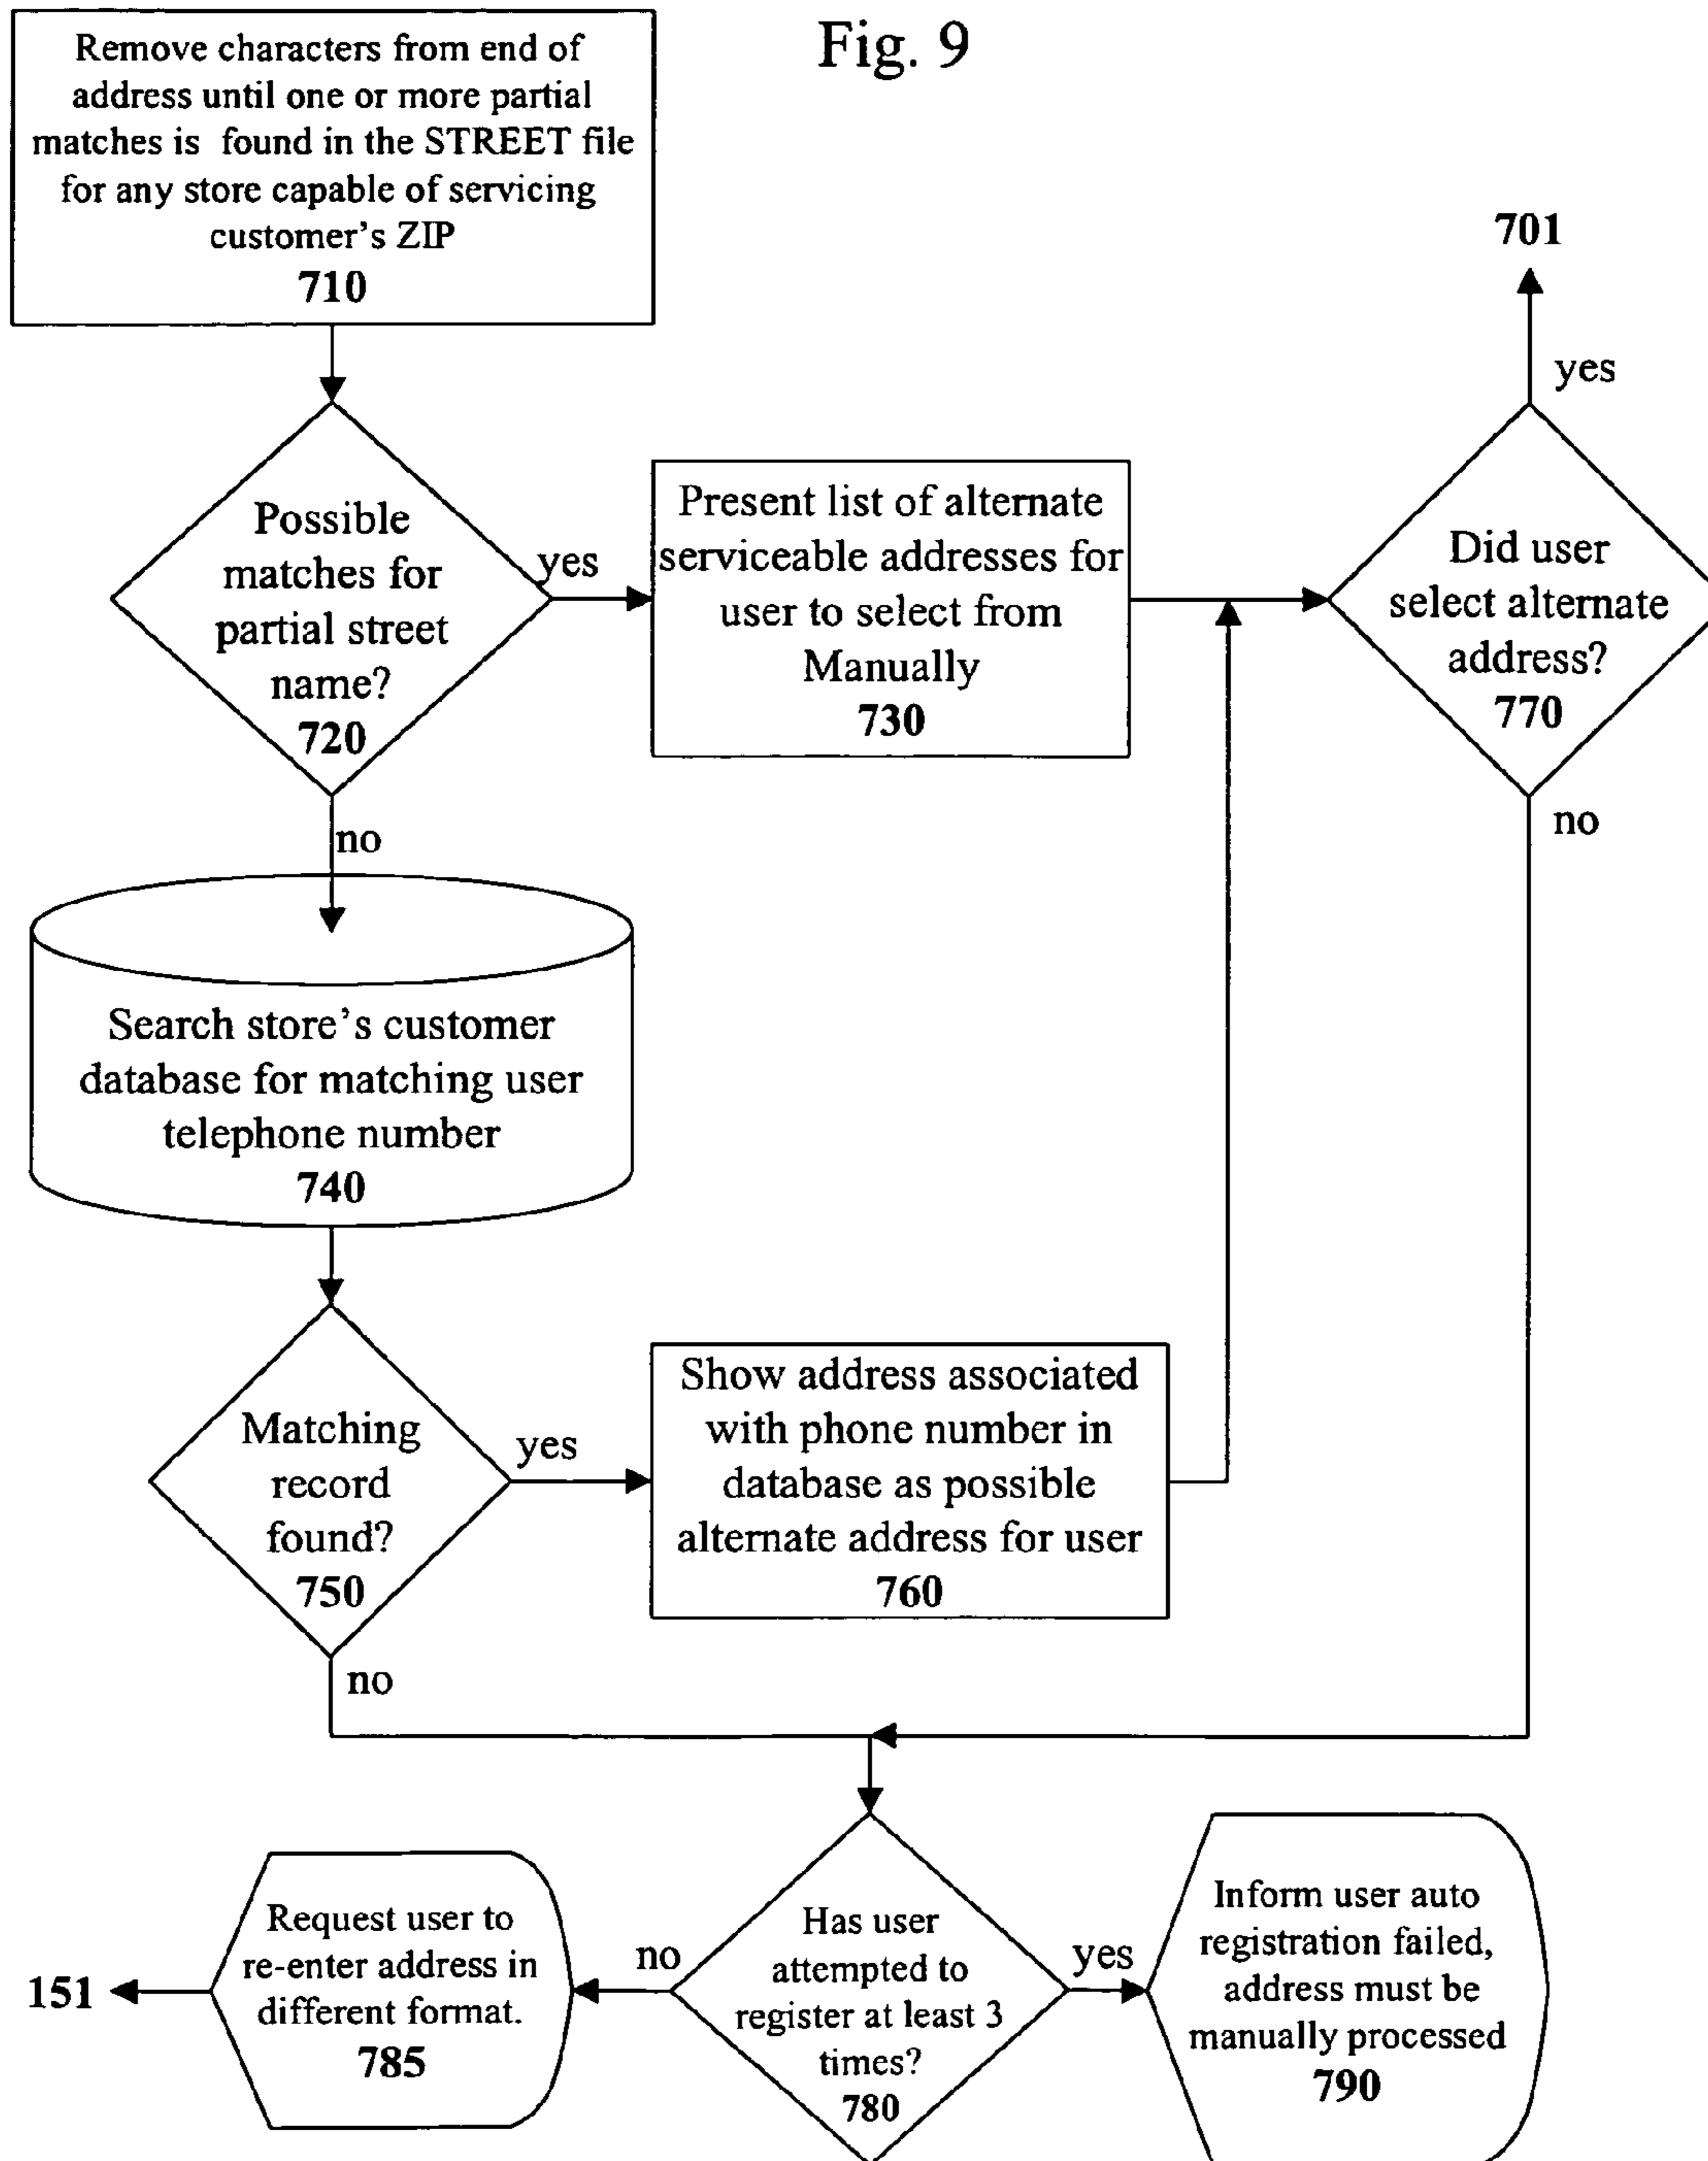 Fig. 9
Remove characters from end of
address until one or more partial
matches is found in the STREET file
for any store capable of servicing
customer's ZIP
710
701
yes
Possible
matches for
partial street
name?
720
yes
Present list of alternate
serviceable addresses for
user to select from
Manually
730
Did user
select alternate
address?
770
no
no
Search store's customer
database for matching user
telephone number
740
Matching
record
found?
750
yes
Show address associated
with phone number in
database as possible
alternate address for user
760
no
Has user
attempted to
register at least 3
times?
780
no
Request user to
re-enter address in
different format.
785
151
yes
Inform user auto
registration failed,
address must be
manually processed
790